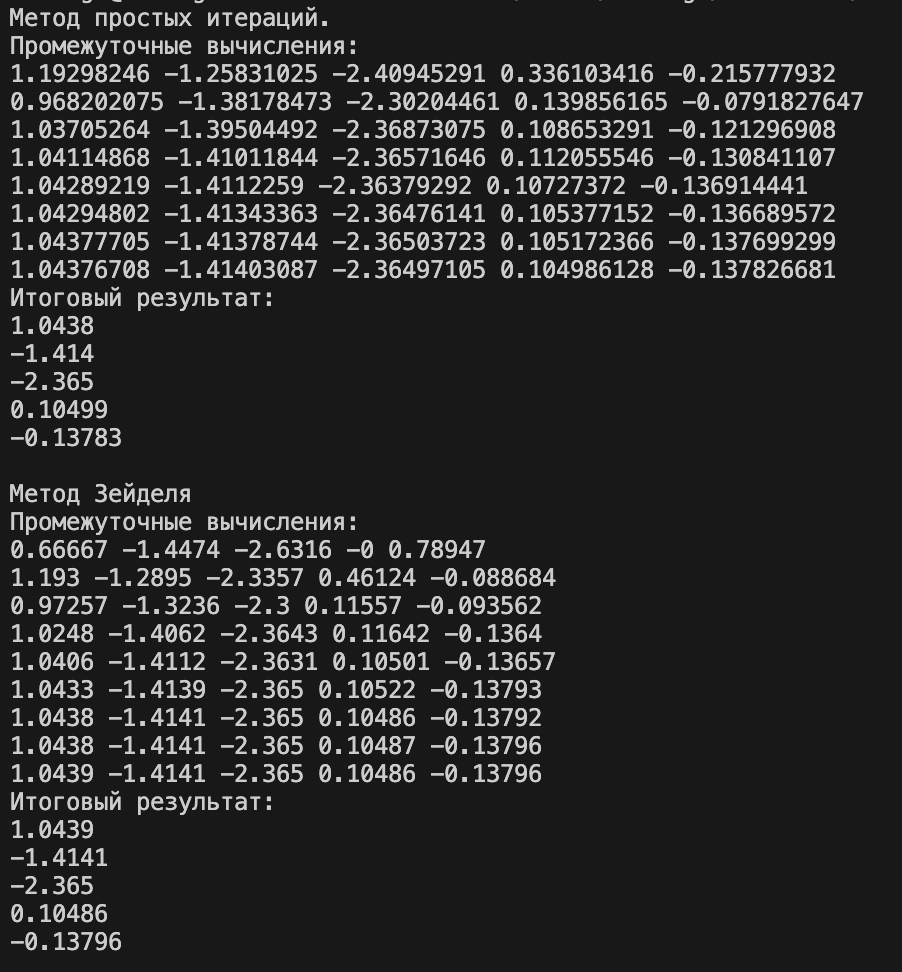 Метод простых итераций.
Промежуточные вычисления:
1.19298246 -1.25831025 -2.40945291 0.336103416 -0.215777932
0.968202075 -1.38178473 -2.30204461 0.139856165 -0.0791827647
1.03705264 -1.39504492 -2.36873075 0.108653291 -0.121296908
1.04114868 -1.41011844 -2.36571646 0.112055546 -0.130841107
1.04289219 -1.4112259 -2.36379292 0.10727372 -0.136914441
1.04294802 -1.41343363 -2.36476141 0.105377152 -0.136689572
1.04377705 -1.41378744 -2.36503723 0.105172366 -0.137699299
1.04376708 -1.41403087 -2.36497105 0.104986128 -0.137826681
Итоговый результат:
1.0438
-1.414
-2.365
0.10499
-0.13783
Метод Зейделя
Промежуточные вычисления:
0.66667 -1.4474 -2.6316 -0 0.78947
1.193 -1.2895 -2.3357 0.46124 -0.088684
0.97257 -1.3236 -2.3 0.11557 -0.093562
1.0248 -1.4062 -2.3643 0.11642 -0.1364
1.0406 -1.4112 -2.3631 0.10501 -0.13657
1.0433 -1.4139 -2.365 0.10522 -0.13793
1.0438 -1.4141 -2.365 0.10486 -0.13792
1.0438 -1.4141 -2.365 0.10487 -0.13796
1.0439 -1.4141 -2.365 0.10486 -0.13796
Итоговый результат:
1.0439
-1.4141
-2.365
0.10486
-0.13796